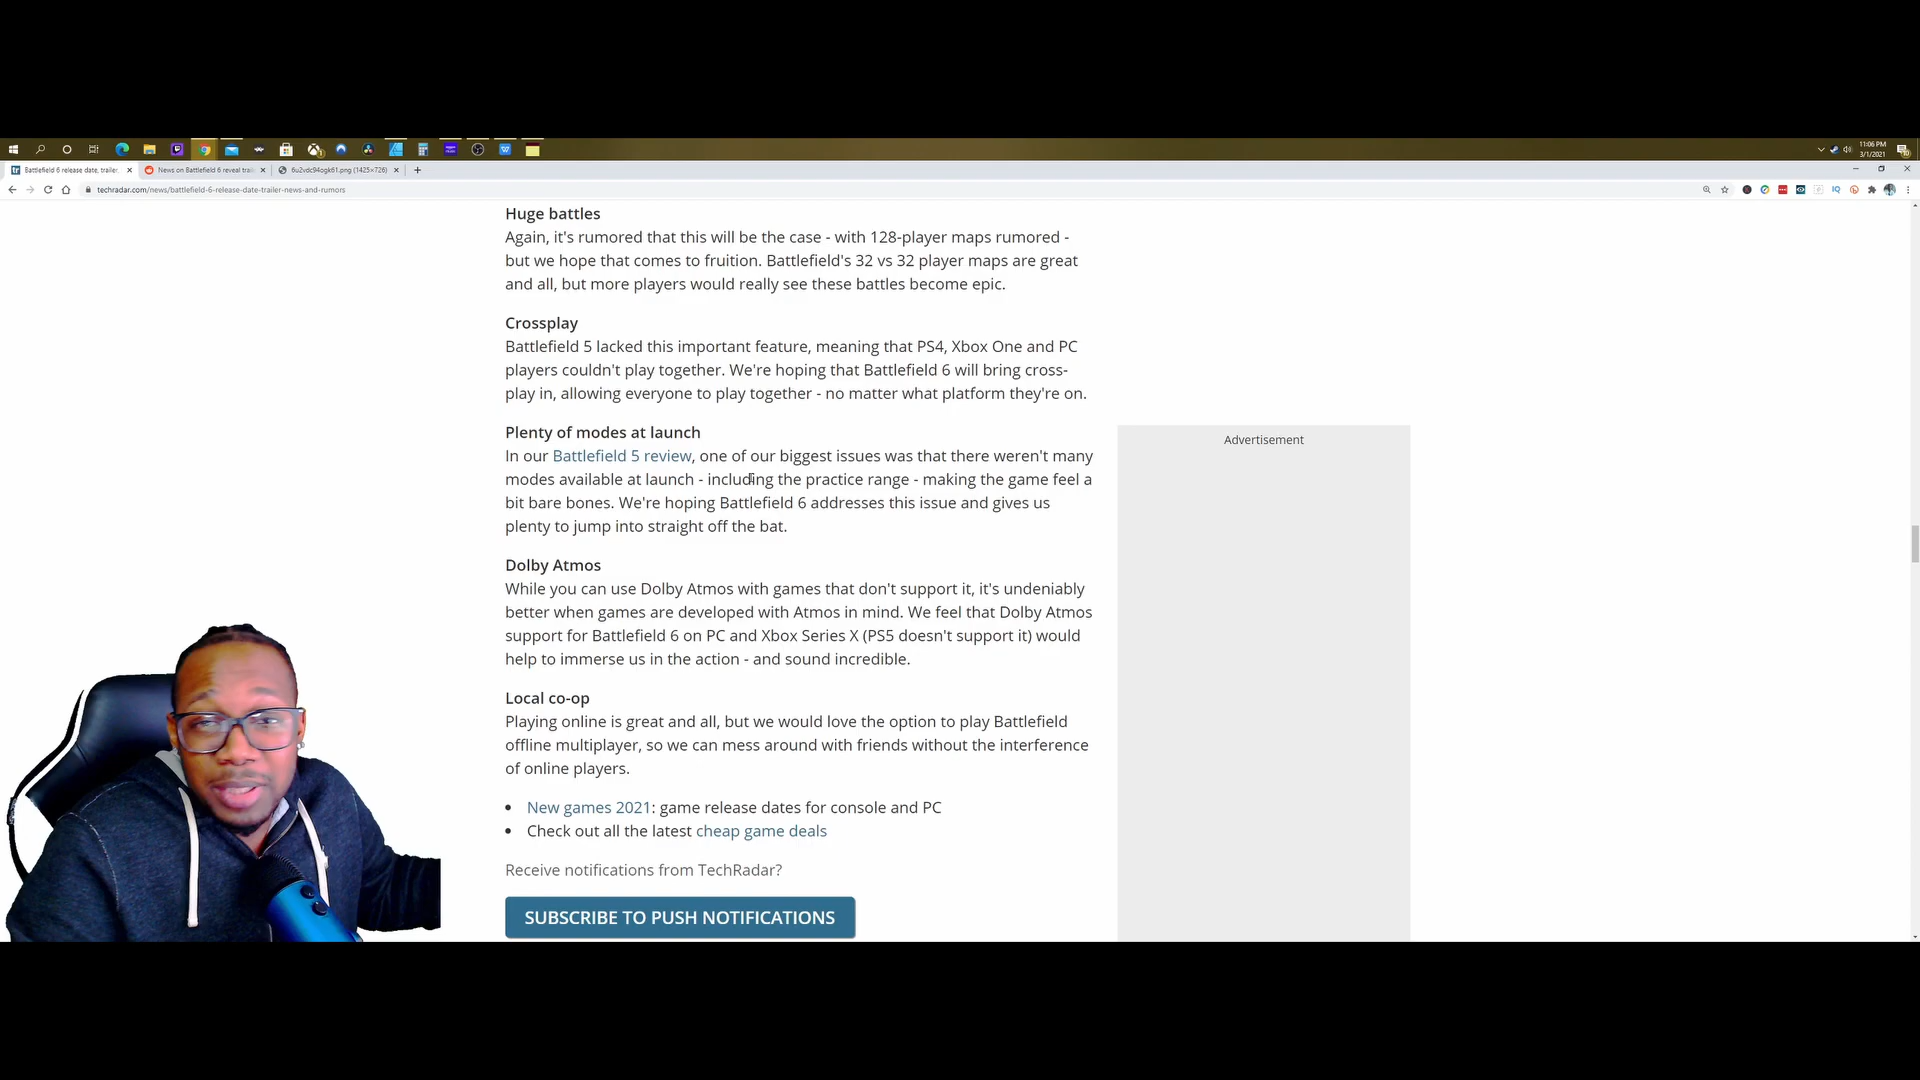 11:06 PM
3/1/2021
Battlefield 6 release date, trailer,
News on Battlefield 6 reveal trail
6u2vdc94ogk61.png (1425×726)
techradar.com/news/battlefield-6-release-date-trailer-news-and-rumors
Huge battles
Again, it's rumored that this will be the case - with 128-player maps rumored -
but we hope that comes to fruition. Battlefield's 32 vs 32 player maps are great
and all, but more players would really see these battles become epic.
Crossplay
Battlefield 5 lacked this important feature, meaning that PS4, Xbox One and PC
players couldn't play together. We're hoping that Battlefield 6 will bring cross-
play in, allowing everyone to play together - no matter what platform they're on.
Plenty of modes at launch
In our Battlefield 5 review, one of our biggest issues was that there weren't many
modes available at launch - including the practice range - making the game feel a
bit bare bones. We're hoping Battlefield 6 addresses this issue and gives us
plenty to jump into straight off the bat.
Advertisement
Dolby Atmos
While you can use Dolby Atmos with games that don't support it, it's undeniably
better when games are developed with Atmos in mind. We feel that Dolby Atmos
support for Battlefield 6 on PC and Xbox Series X (PS5 doesn't support it) would
help to immerse us in the action - and sound incredible.
Local co-op
Playing online is great and all, but we would love the option to play Battlefield
offline multiplayer, so we can mess around with friends without the interference
of online players.
• New games 2021: game release dates for console and PC
• Check out all the latest cheap game deals
Receive notifications from TechRadar?
SUBSCRIBE TO PUSH NOTIFICATIONS